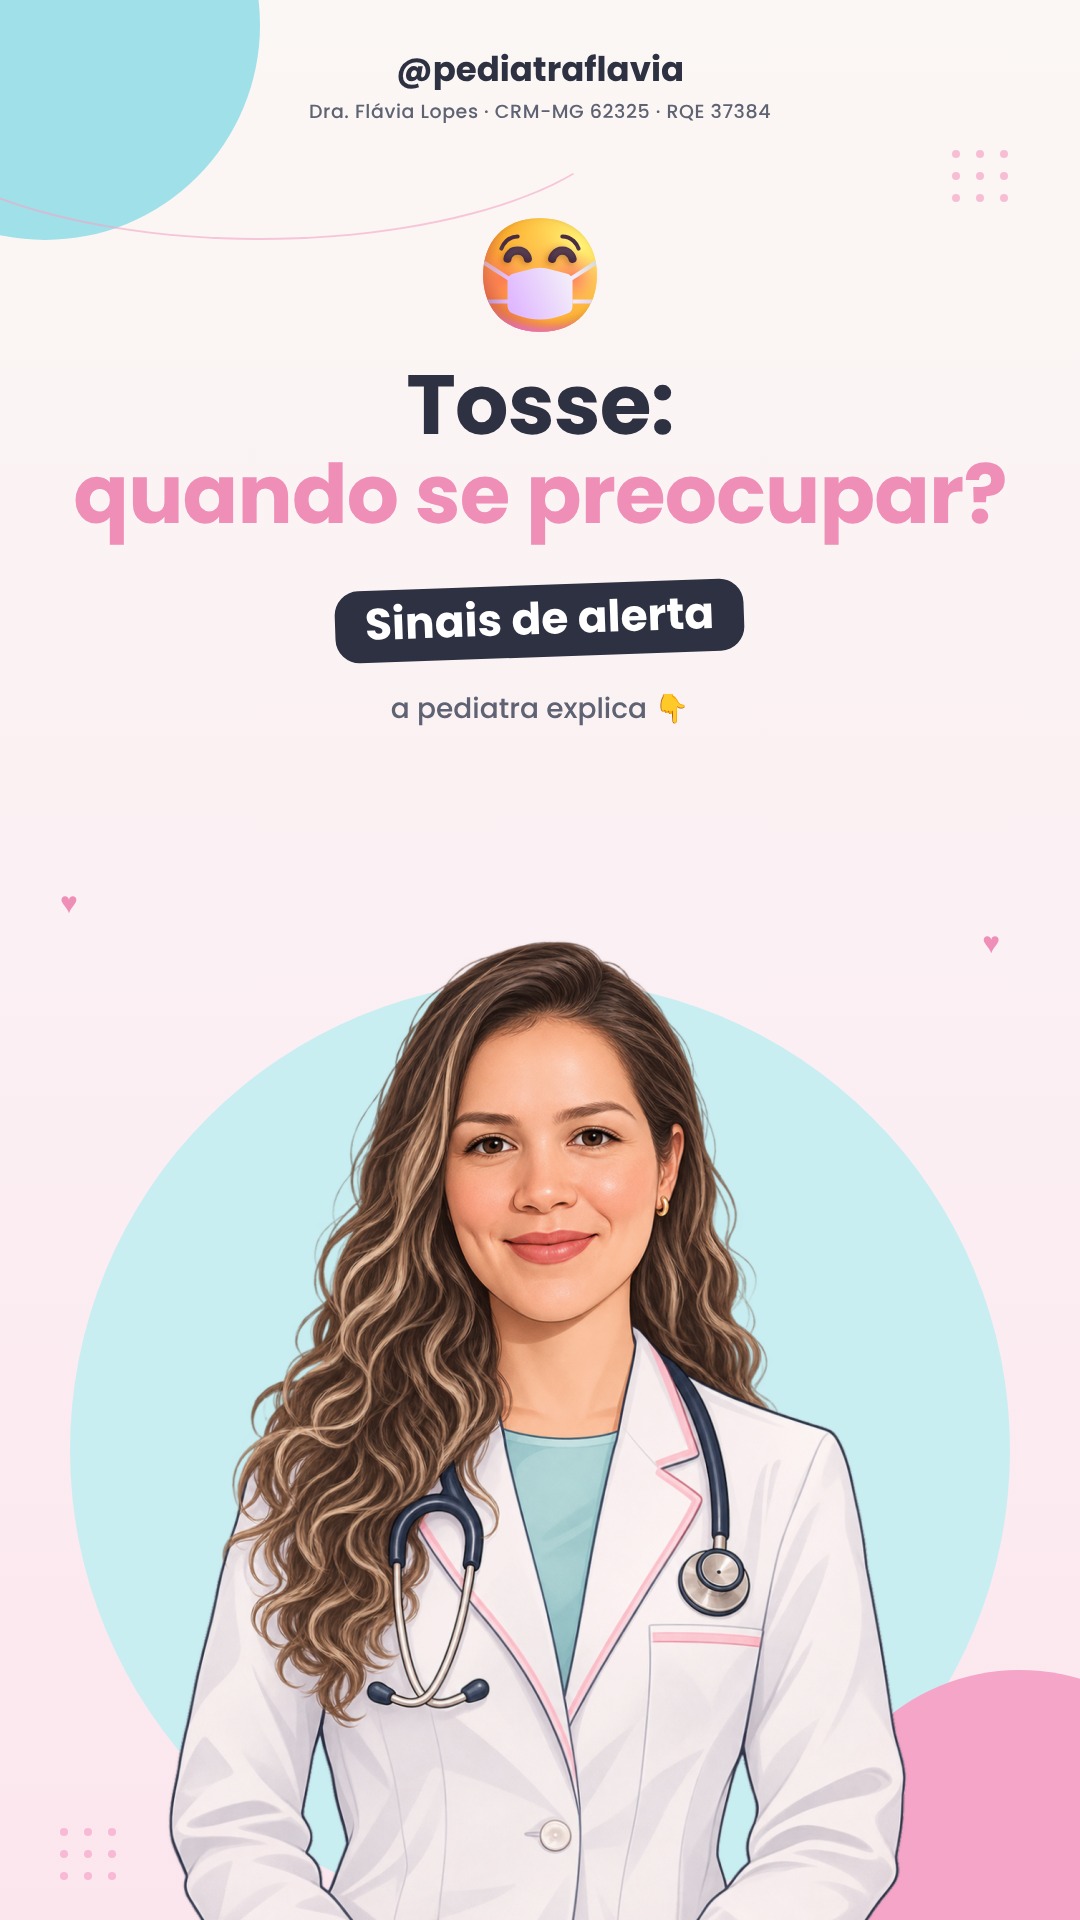 @pediatraflavia
Dra. Flávia Lopes · CRM-MG 62325 · RQE 37384
Tosse:
quando se preocupar?
Sinais de alerta
a pediatra explica 👇